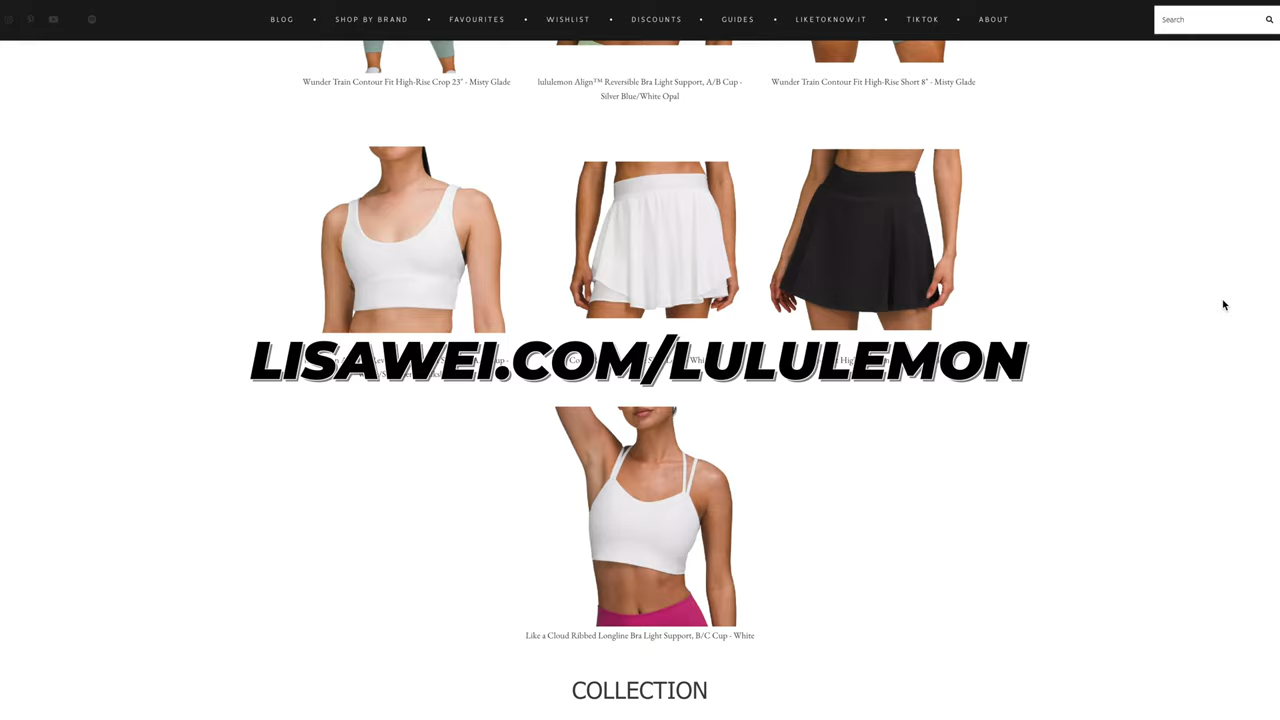 BLOG • SHOP BY BRAND • FAVOURITES • WISHLIST • DISCOUNTS • GUIDES • LIKETOKNOW.IT • TIKTOK • ABOUT
Search
Wunder Train Contour Fit High-Rise Crop 23" - Misty Glade
lululemon Align™ Reversible Bra Light Support, A/B Cup -
Silver Blue/White Opal
Wunder Train Contour Fit High-Rise Short 8" - Misty Glade
LISAWEI.COM/LULULEMON
Like a Cloud Ribbed Longline Bra Light Support, B/C Cup - White
COLLECTION